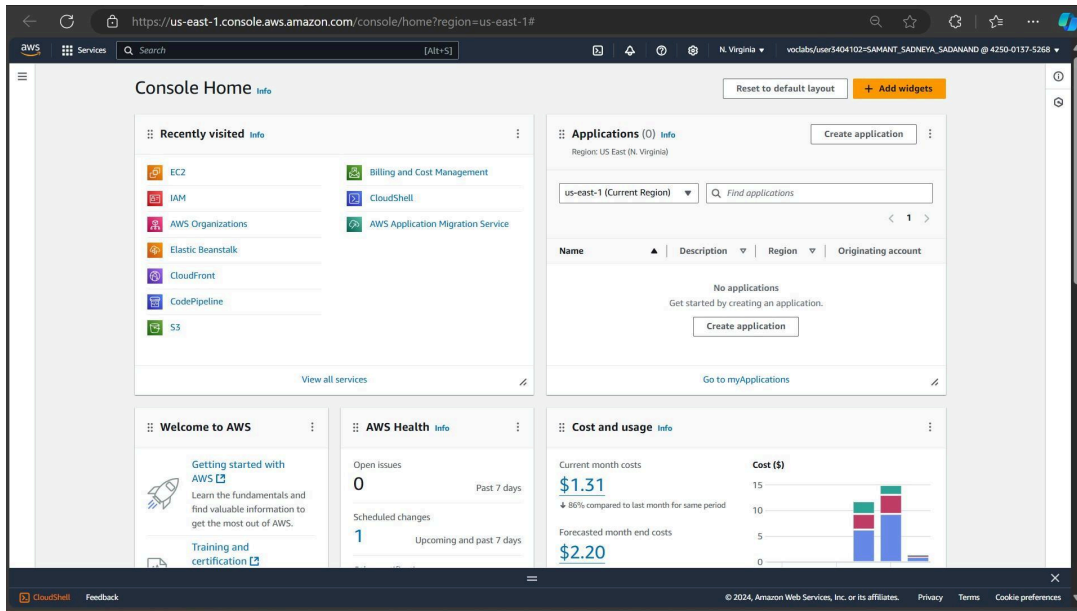 https://us-east-1.console.aws.amazon.com/console/home?region=us-east-1#
aws
Services
Search
[Alt+S]
N. Virginia
voclabs/user3404102=SAMANT_SADNEYA_SADANAND @ 4250-0137-5268
Console Home Info
Reset to default layout
+ Add widgets
Recently visited Info
EC2
IAM
AWS Organizations
Elastic Beanstalk
CloudFront
CodePipeline
S3
Billing and Cost Management
CloudShell
AWS Application Migration Service
View all services
Applications (0) Info
Region: US East (N. Virginia)
Create application
us-east-1 (Current Region)
Find applications
1
Name
Description
Region
Originating account
No applications
Get started by creating an application.
Create application
Go to myApplications
Welcome to AWS
Getting started with
AWS
Learn the fundamentals and
find valuable information to
get the most out of AWS.
Training and
certification
AWS Health Info
Open issues
0
Past 7 days
Scheduled changes
1
Upcoming and past 7 days
Cost and usage Info
Current month costs
$1.31
↓ 86% compared to last month for same period
Forecasted month end costs
$2.20
Cost ($)
15
10
5
0
CloudShell
Feedback
© 2024, Amazon Web Services, Inc. or its affiliates.
Privacy
Terms
Cookie preferences